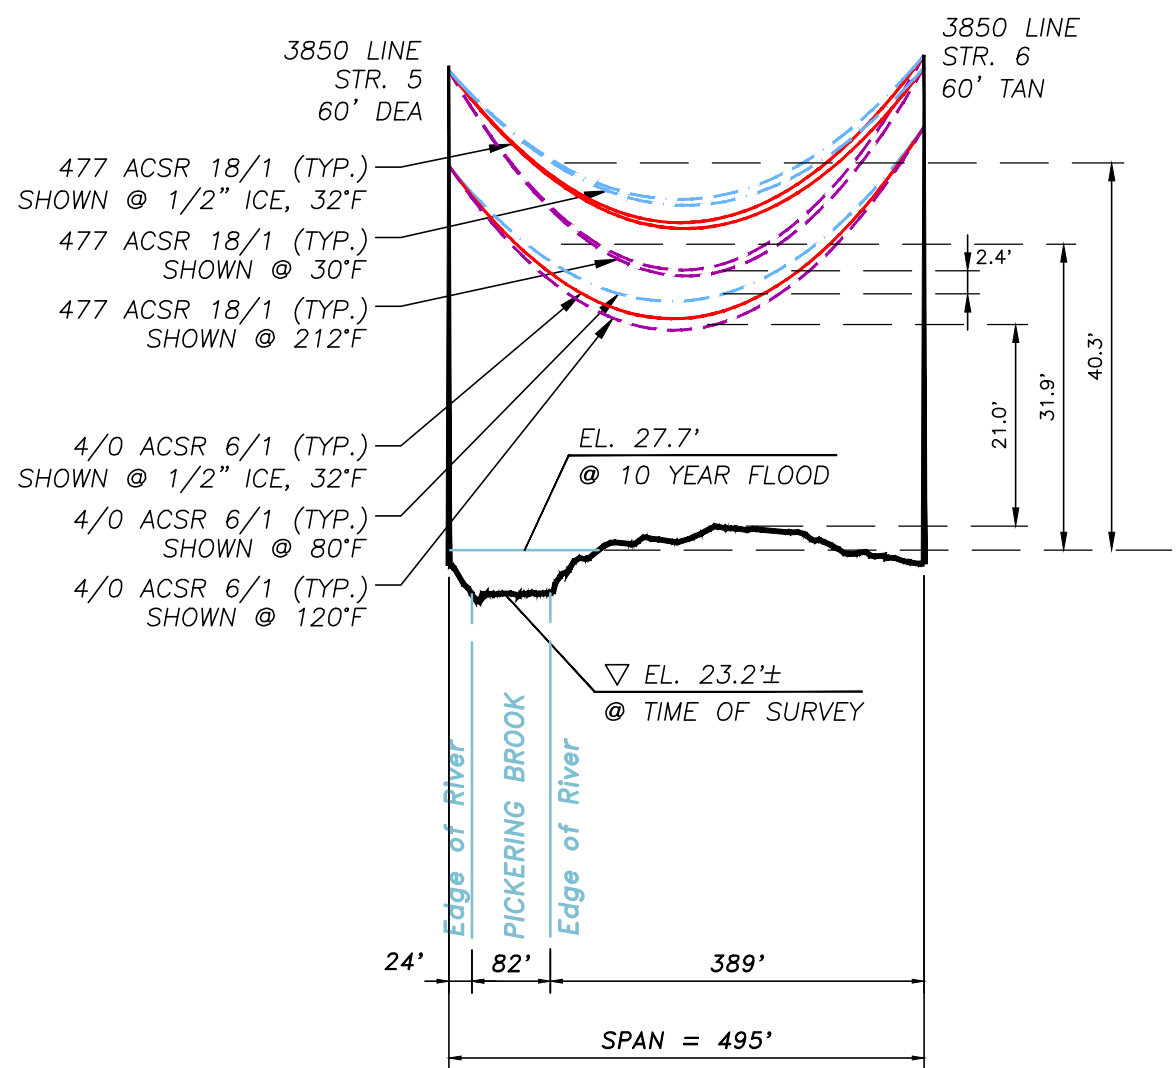 3850 LINE
STR. 5
60' DEA
3850 LINE
STR. 6
60' TAN
477 ACSR 18/1 (TYP.)
SHOWN @ 1/2" ICE, 32°F
477 ACSR 18/1 (TYP.)
SHOWN @ 30°F
477 ACSR 18/1 (TYP.)
SHOWN @ 212°F
4/0 ACSR 6/1 (TYP.)
SHOWN @ 1/2" ICE, 32°F
4/0 ACSR 6/1 (TYP.)
SHOWN @ 80°F
4/0 ACSR 6/1 (TYP.)
SHOWN @ 120°F
2.4'
21.0'
31.9'
40.3'
EL. 27.7'
@ 10 YEAR FLOOD
EL. 23.2'±
@ TIME OF SURVEY
Edge of River
PICKERING BROOK
Edge of River
24'
82'
389'
SPAN = 495'